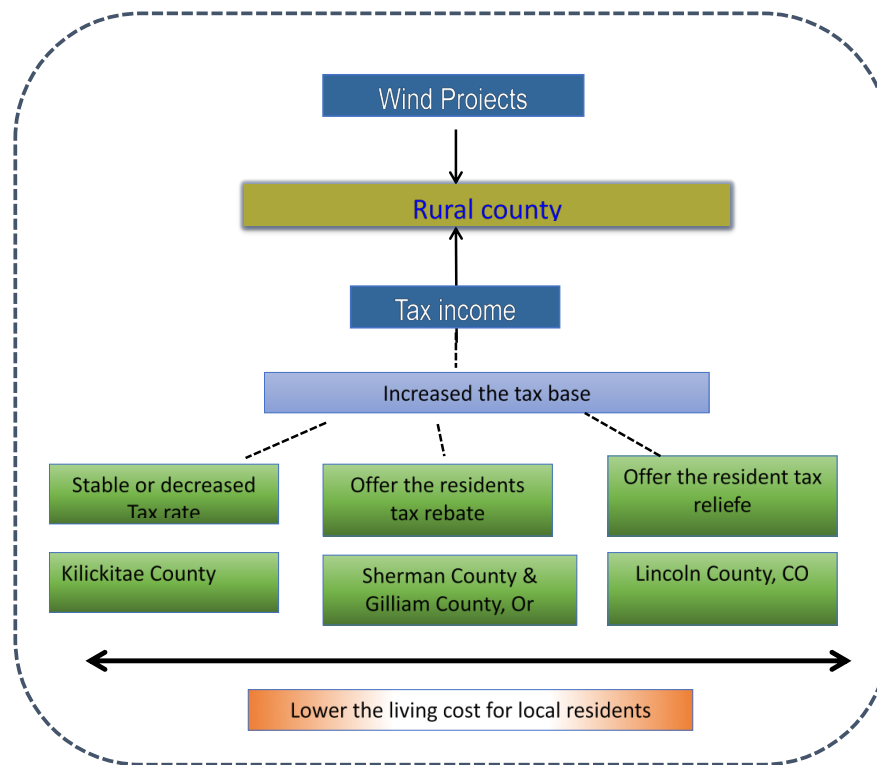 Wind Projects
Rural county
Tax income
Increased the tax base
Stable or decreased
Tax rate
Offer the residents
tax rebate
Offer the resident tax
reliefe
Kilickitae County
Sherman County &
Gilliam County, Or
Lincoln County, CO
Lower the living cost for local residents